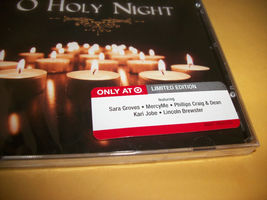 O HOLY NIGHT
ONLY AT
LIMITED EDITION
featuring
Sara Groves • MercyMe • Phillips Craig & Dean
Kari Jobe • Lincoln Brewster